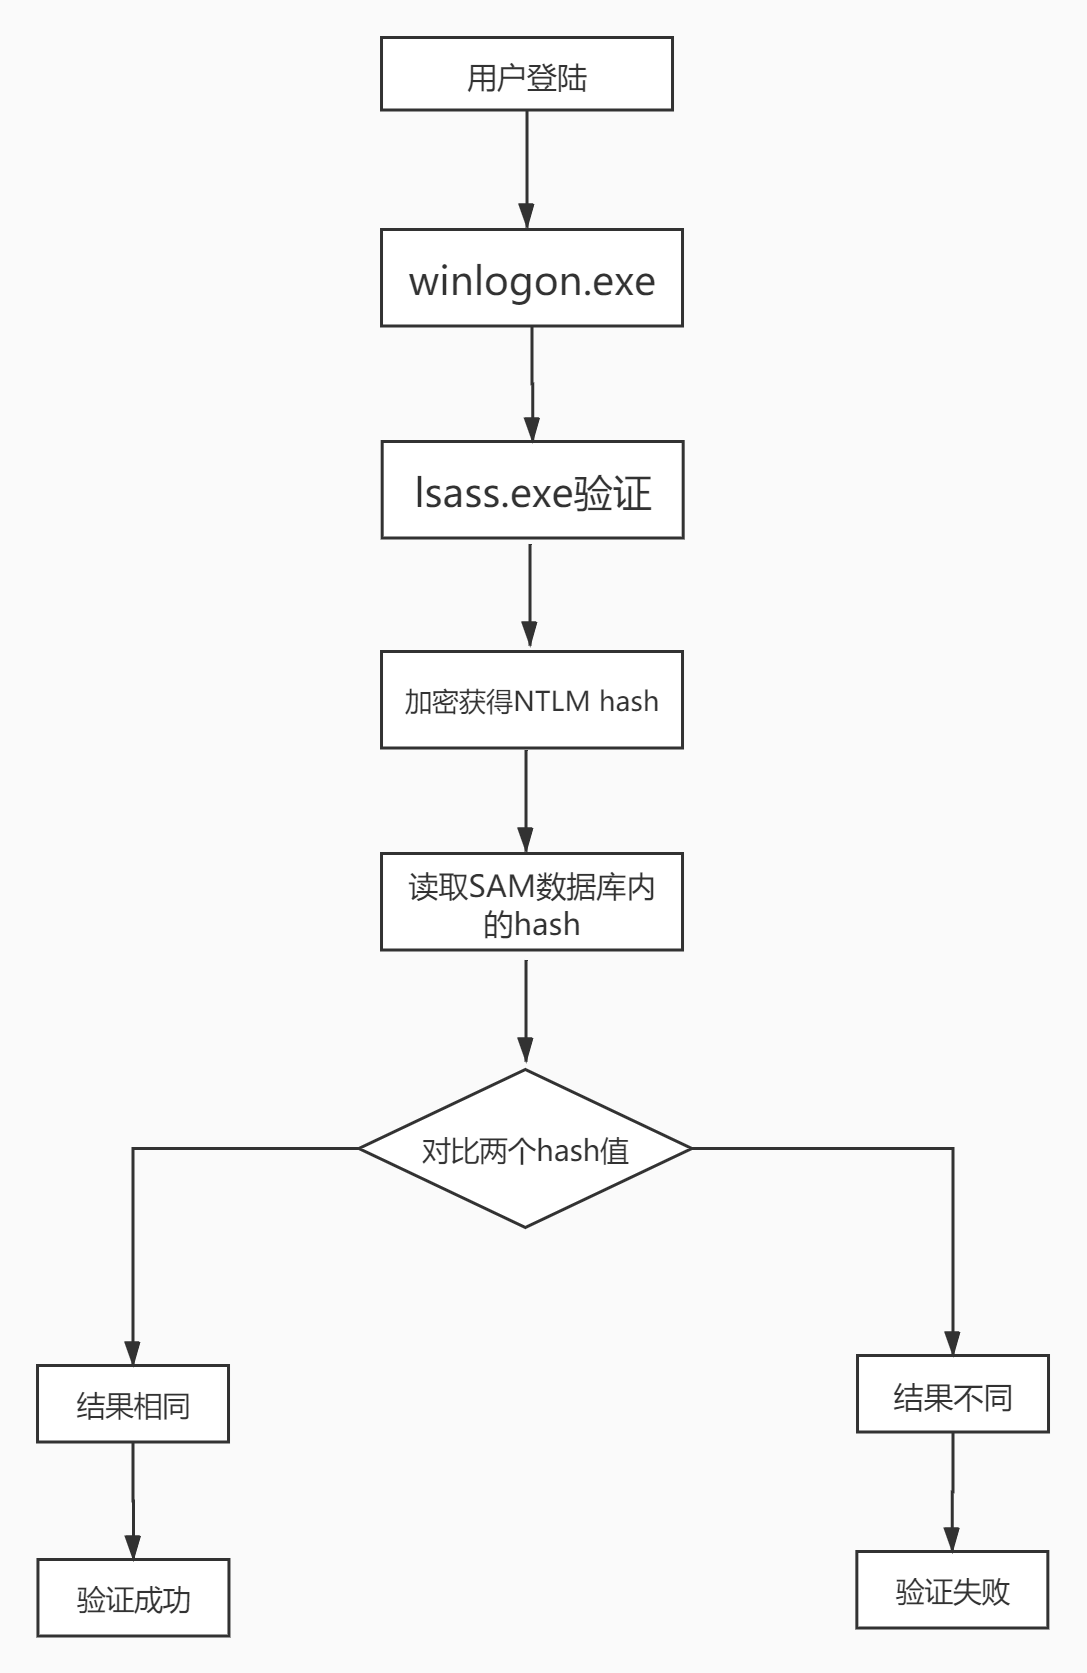 用户登陆
winlogon.exe
lsass.exe验证
加密获得NTLM hash
读取SAM数据库内
的hash
对比两个hash值
结果相同
结果不同
验证成功
验证失败